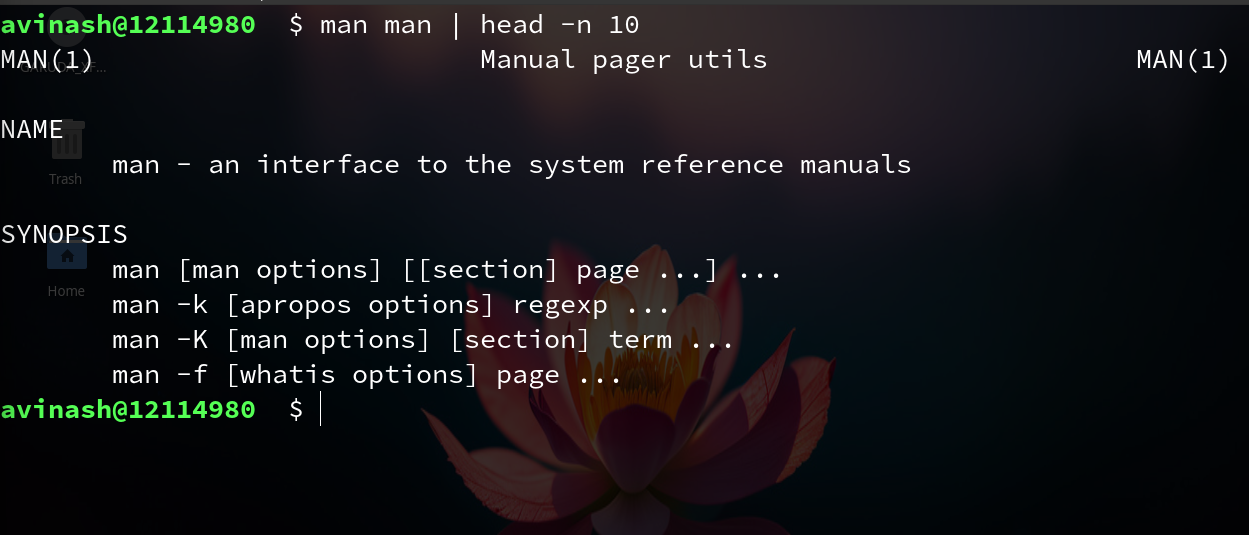 avinash@12114980  $ man man | head -n 10
MAN(1)                        Manual pager utils                       MAN(1)
NAME
       man - an interface to the system reference manuals
Trash
SYNOPSIS
       man [man options] [[section] page ...] ...
Home
       man -k [apropos options] regexp ...
       man -K [man options] [section] term ...
       man -f [whatis options] page ...
avinash@12114980  $